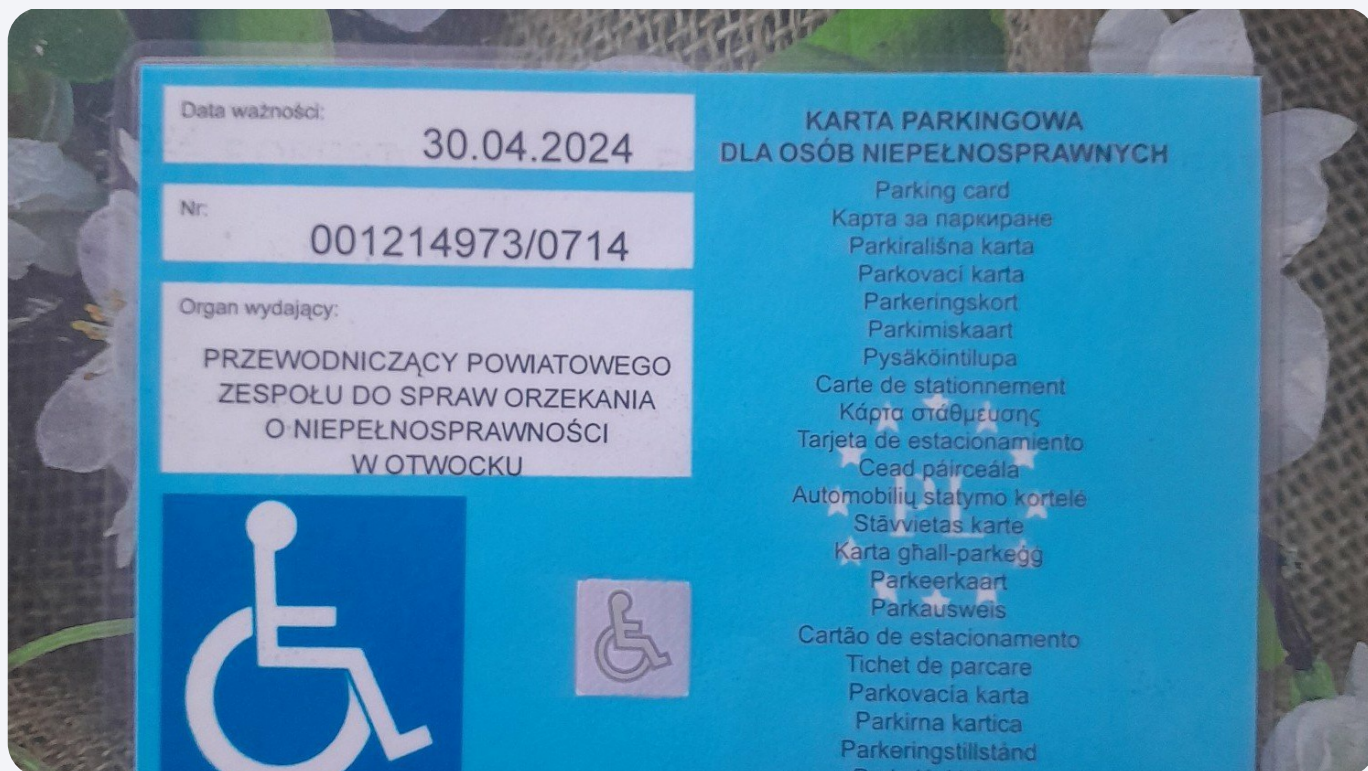 Data ważności:
30.04.2024
Nr:
001214973/0714
Organ wydający:
PRZEWODNICZĄCY POWIATOWEGO
ZESPOŁU DO SPRAW ORZEKANIA
O NIEPEŁNOSPRAWNOŚCI
W OTWOCKU
KARTA PARKINGOWA
DLA OSÓB NIEPEŁNOSPRAWNYCH
Parking card
Карта за паркиране
Parkirališna karta
Parkovací karta
Parkeringskort
Parkimiskaart
Pysäköintilupa
Carte de stationnement
Κάρτα στάθμευσης
Tarjeta de estacionamiento
Cead páirceála
Automobilių statymo kortelė
Stāvvietas karte
Karta għall-parkeġġ
Parkeerkaart
Parkausweis
Cartão de estacionamento
Tichet de parcare
Parkovacia karta
Parkirna kartica
Parkeringstillstånd
PL